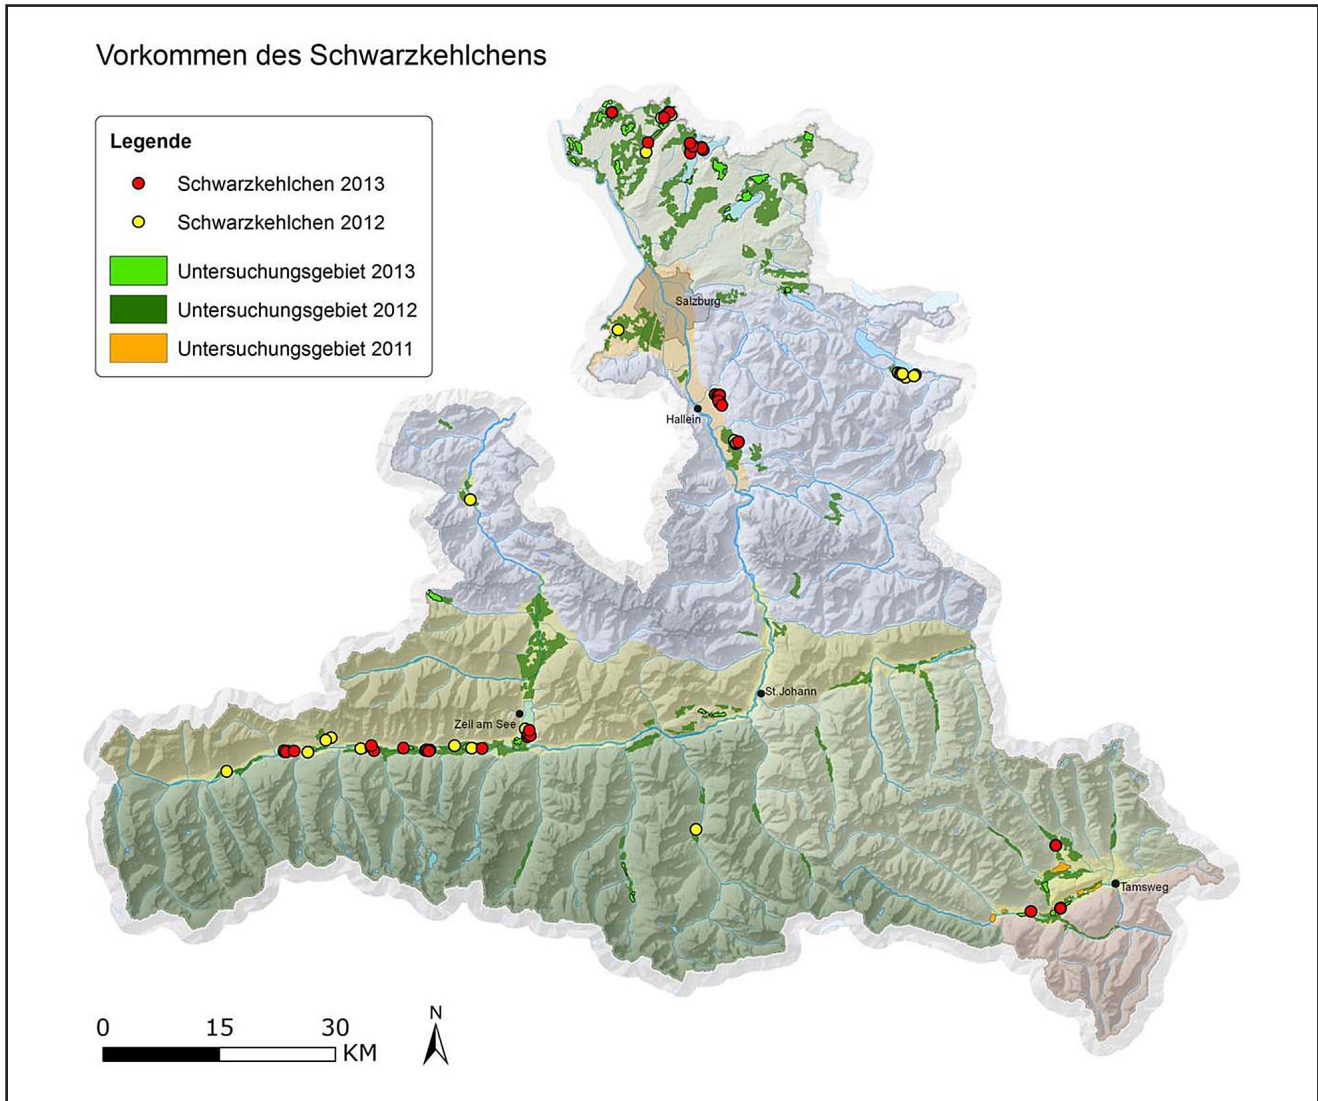 Vorkommen des Schwarzkehlchens
Legende
Schwarzkehlchen 2013
Schwarzkehlchen 2012
Untersuchungsgebiet 2013
Untersuchungsgebiet 2012
Untersuchungsgebiet 2011
Salzburg
Hallein
St.Johann
Zell am See
Tamsweg
0 15 30
KM
N